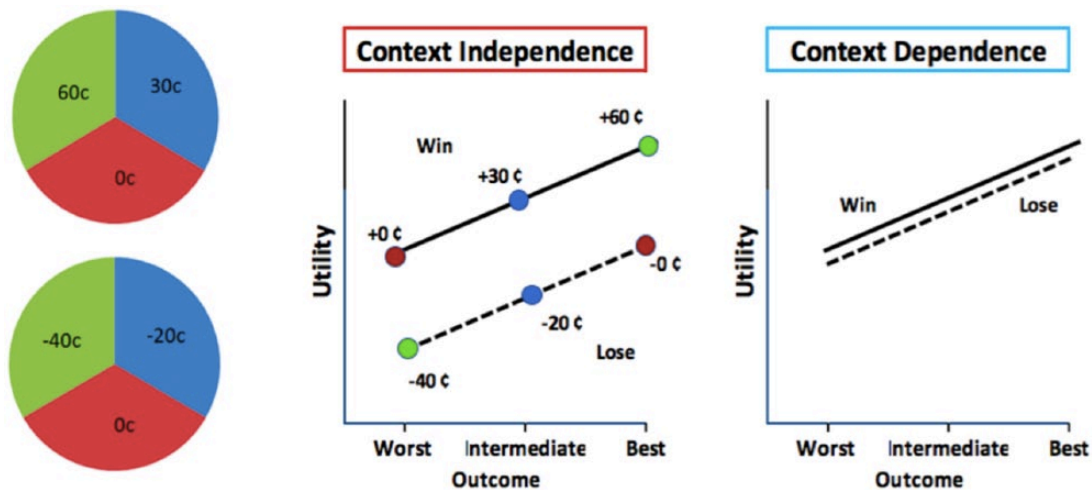 60c
30c
0c
-40c
-20c
0c
Context Independence
Utility
Win
+60 ¢
+30 ¢
+0 ¢
-0 ¢
-20 ¢
Lose
-40 ¢
Worst Intermediate Best
Outcome
Context Dependence
Utility
Win
Lose
Worst Intermediate Best
Outcome